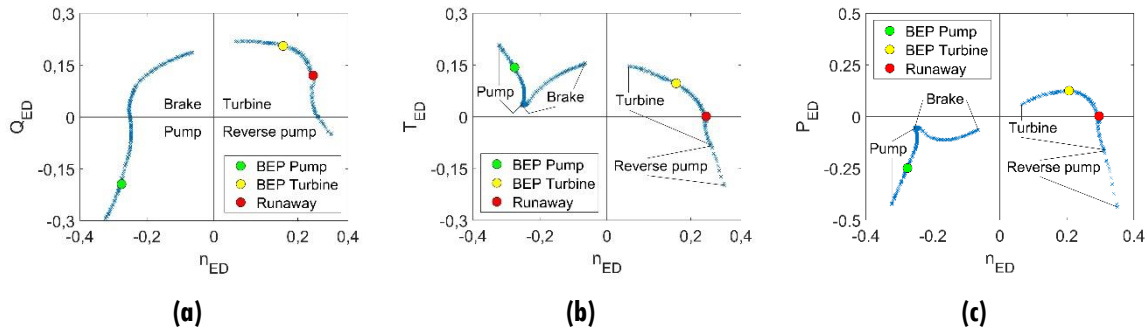 0,3
0,15
0
-0,15
-0,3
Q_ED
Brake
Turbine
Pump
Reverse pump
BEP Pump
BEP Turbine
Runaway
-0,4
-0,2
0
0,2
0,4
n_ED
(a)
0,3
0,15
0
-0,15
-0,3
T_ED
Pump
Brake
Turbine
Reverse pump
BEP Pump
BEP Turbine
Runaway
-0,4
-0,2
0
0,2
0,4
n_ED
(b)
0.5
0.25
0
-0.25
-0.5
P_ED
BEP Pump
BEP Turbine
Runaway
Brake
Pump
Turbine
Reverse pump
-0.4
-0.2
0
0.2
0.4
n_ED
(c)